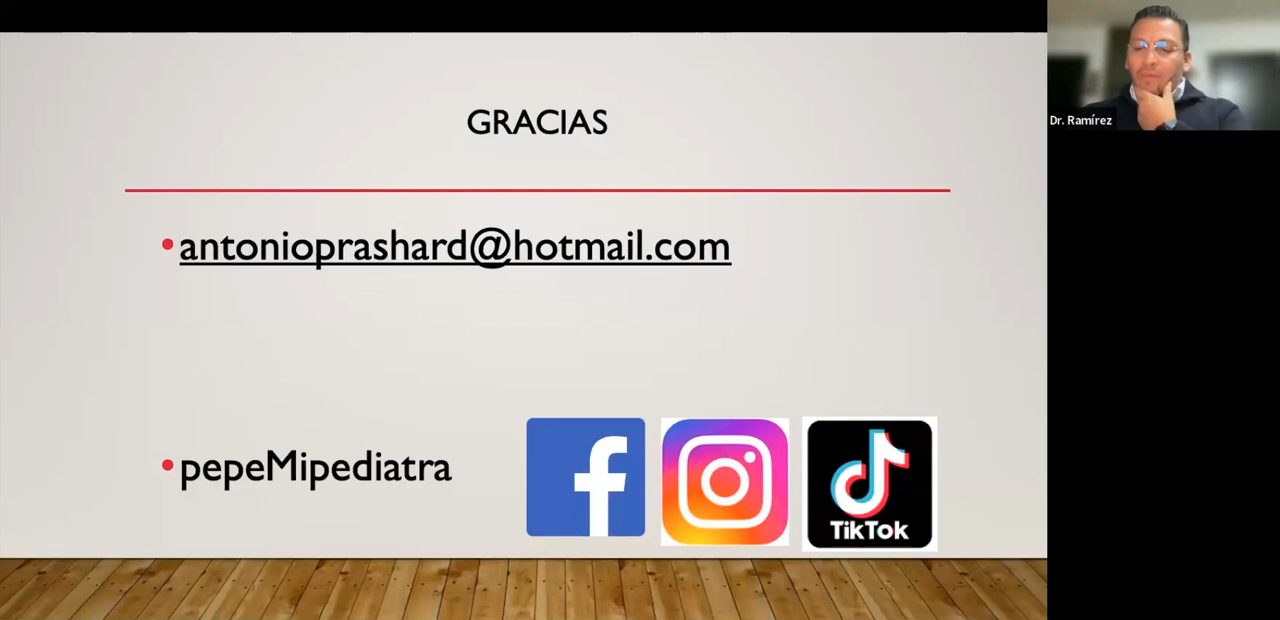 GRACIAS
antonioprashard@hotmail.com
pepeMipediatra
TikTok
Dr. Ramírez